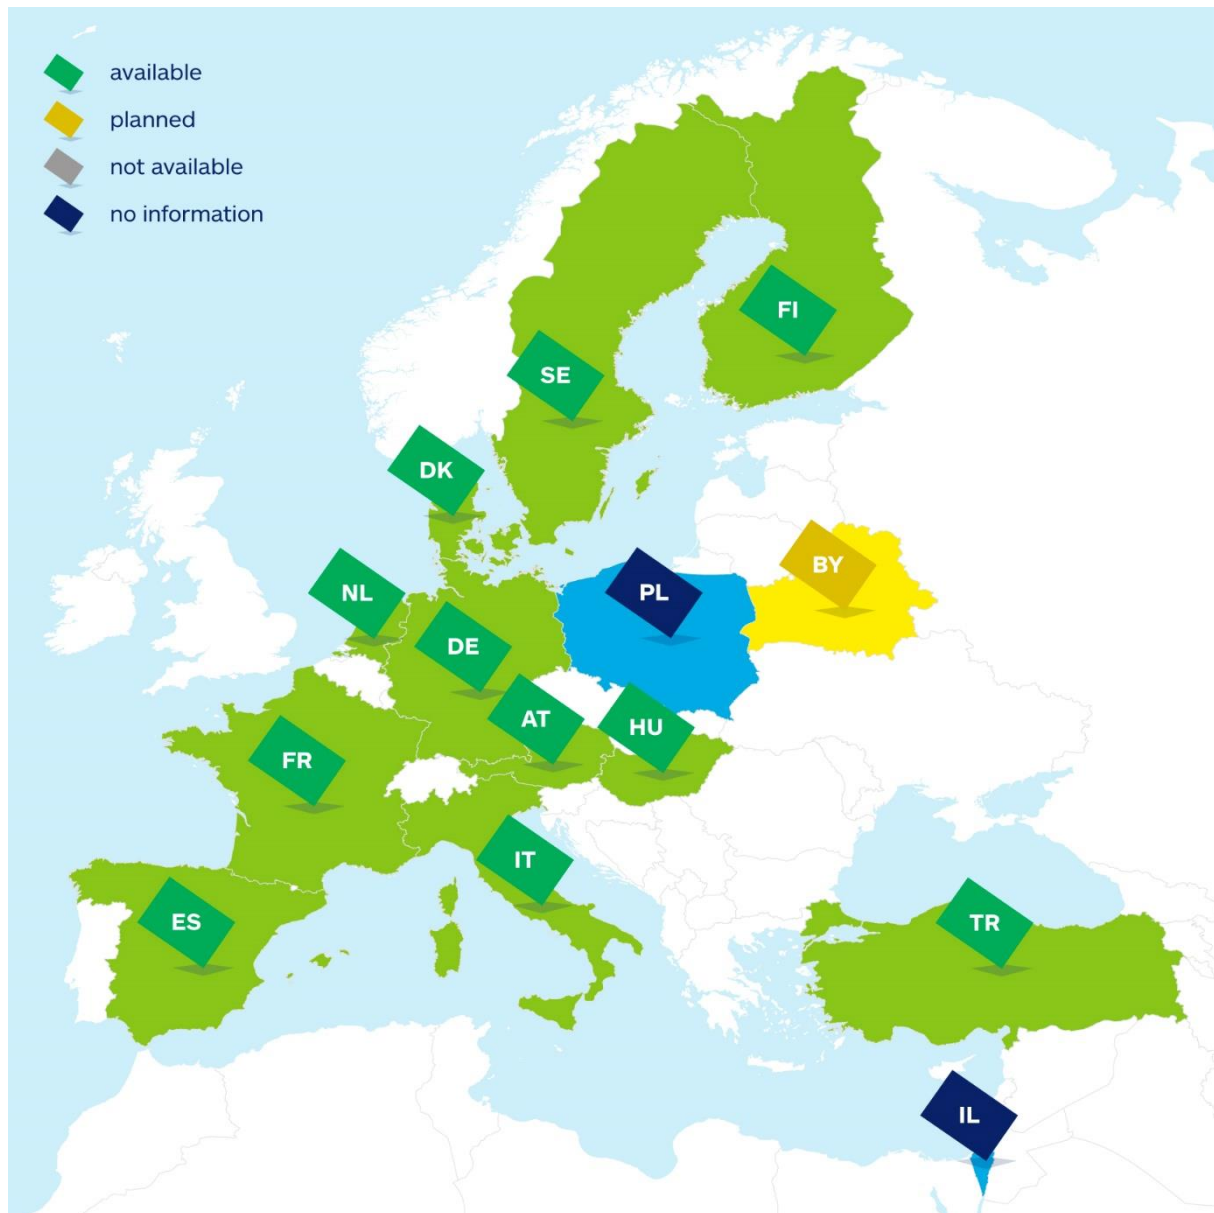 available
planned
not available
no information
FI
SE
DK
BY
NL
PL
DE
AT
HU
FR
IT
ES
TR
IL